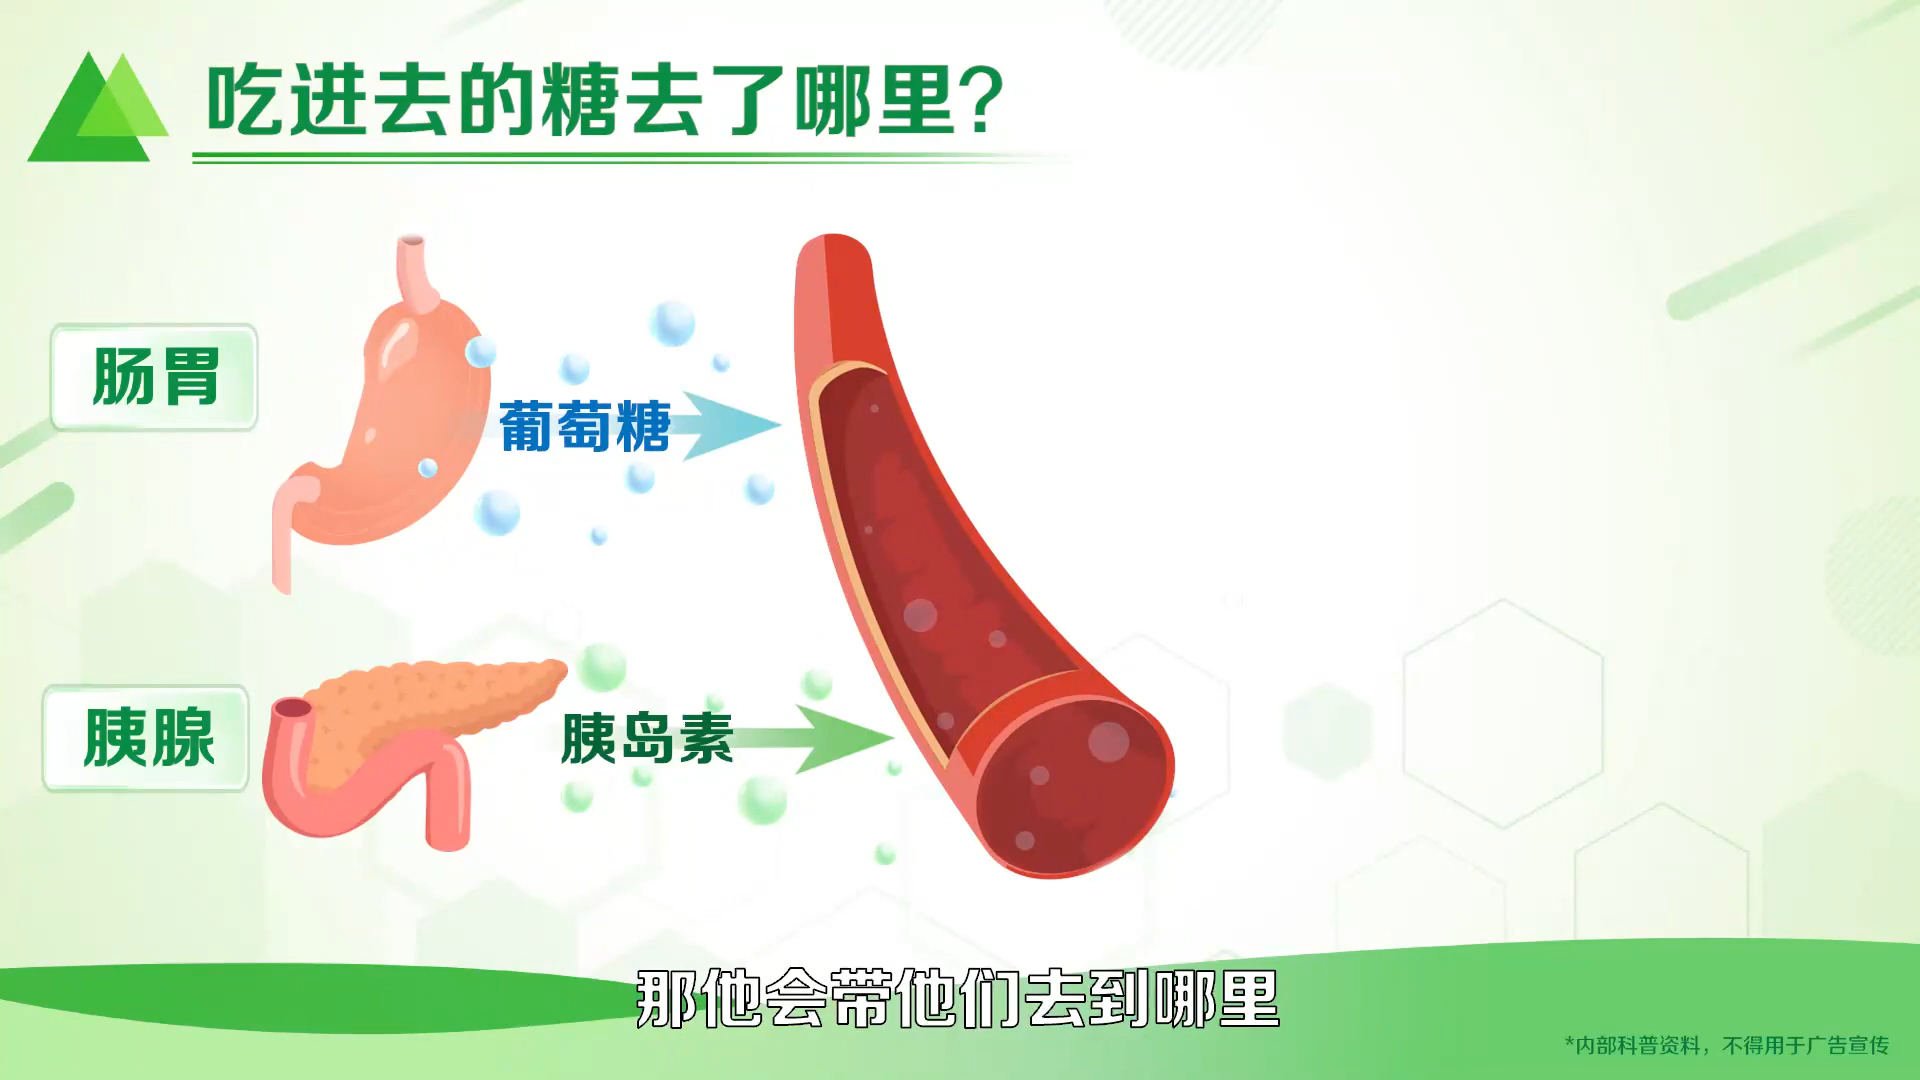 吃进去的糖去了哪里?
肠胃
葡萄糖
胰腺
胰岛素
那他会带他们去到哪里
*内部科普资料，不得用于广告宣传